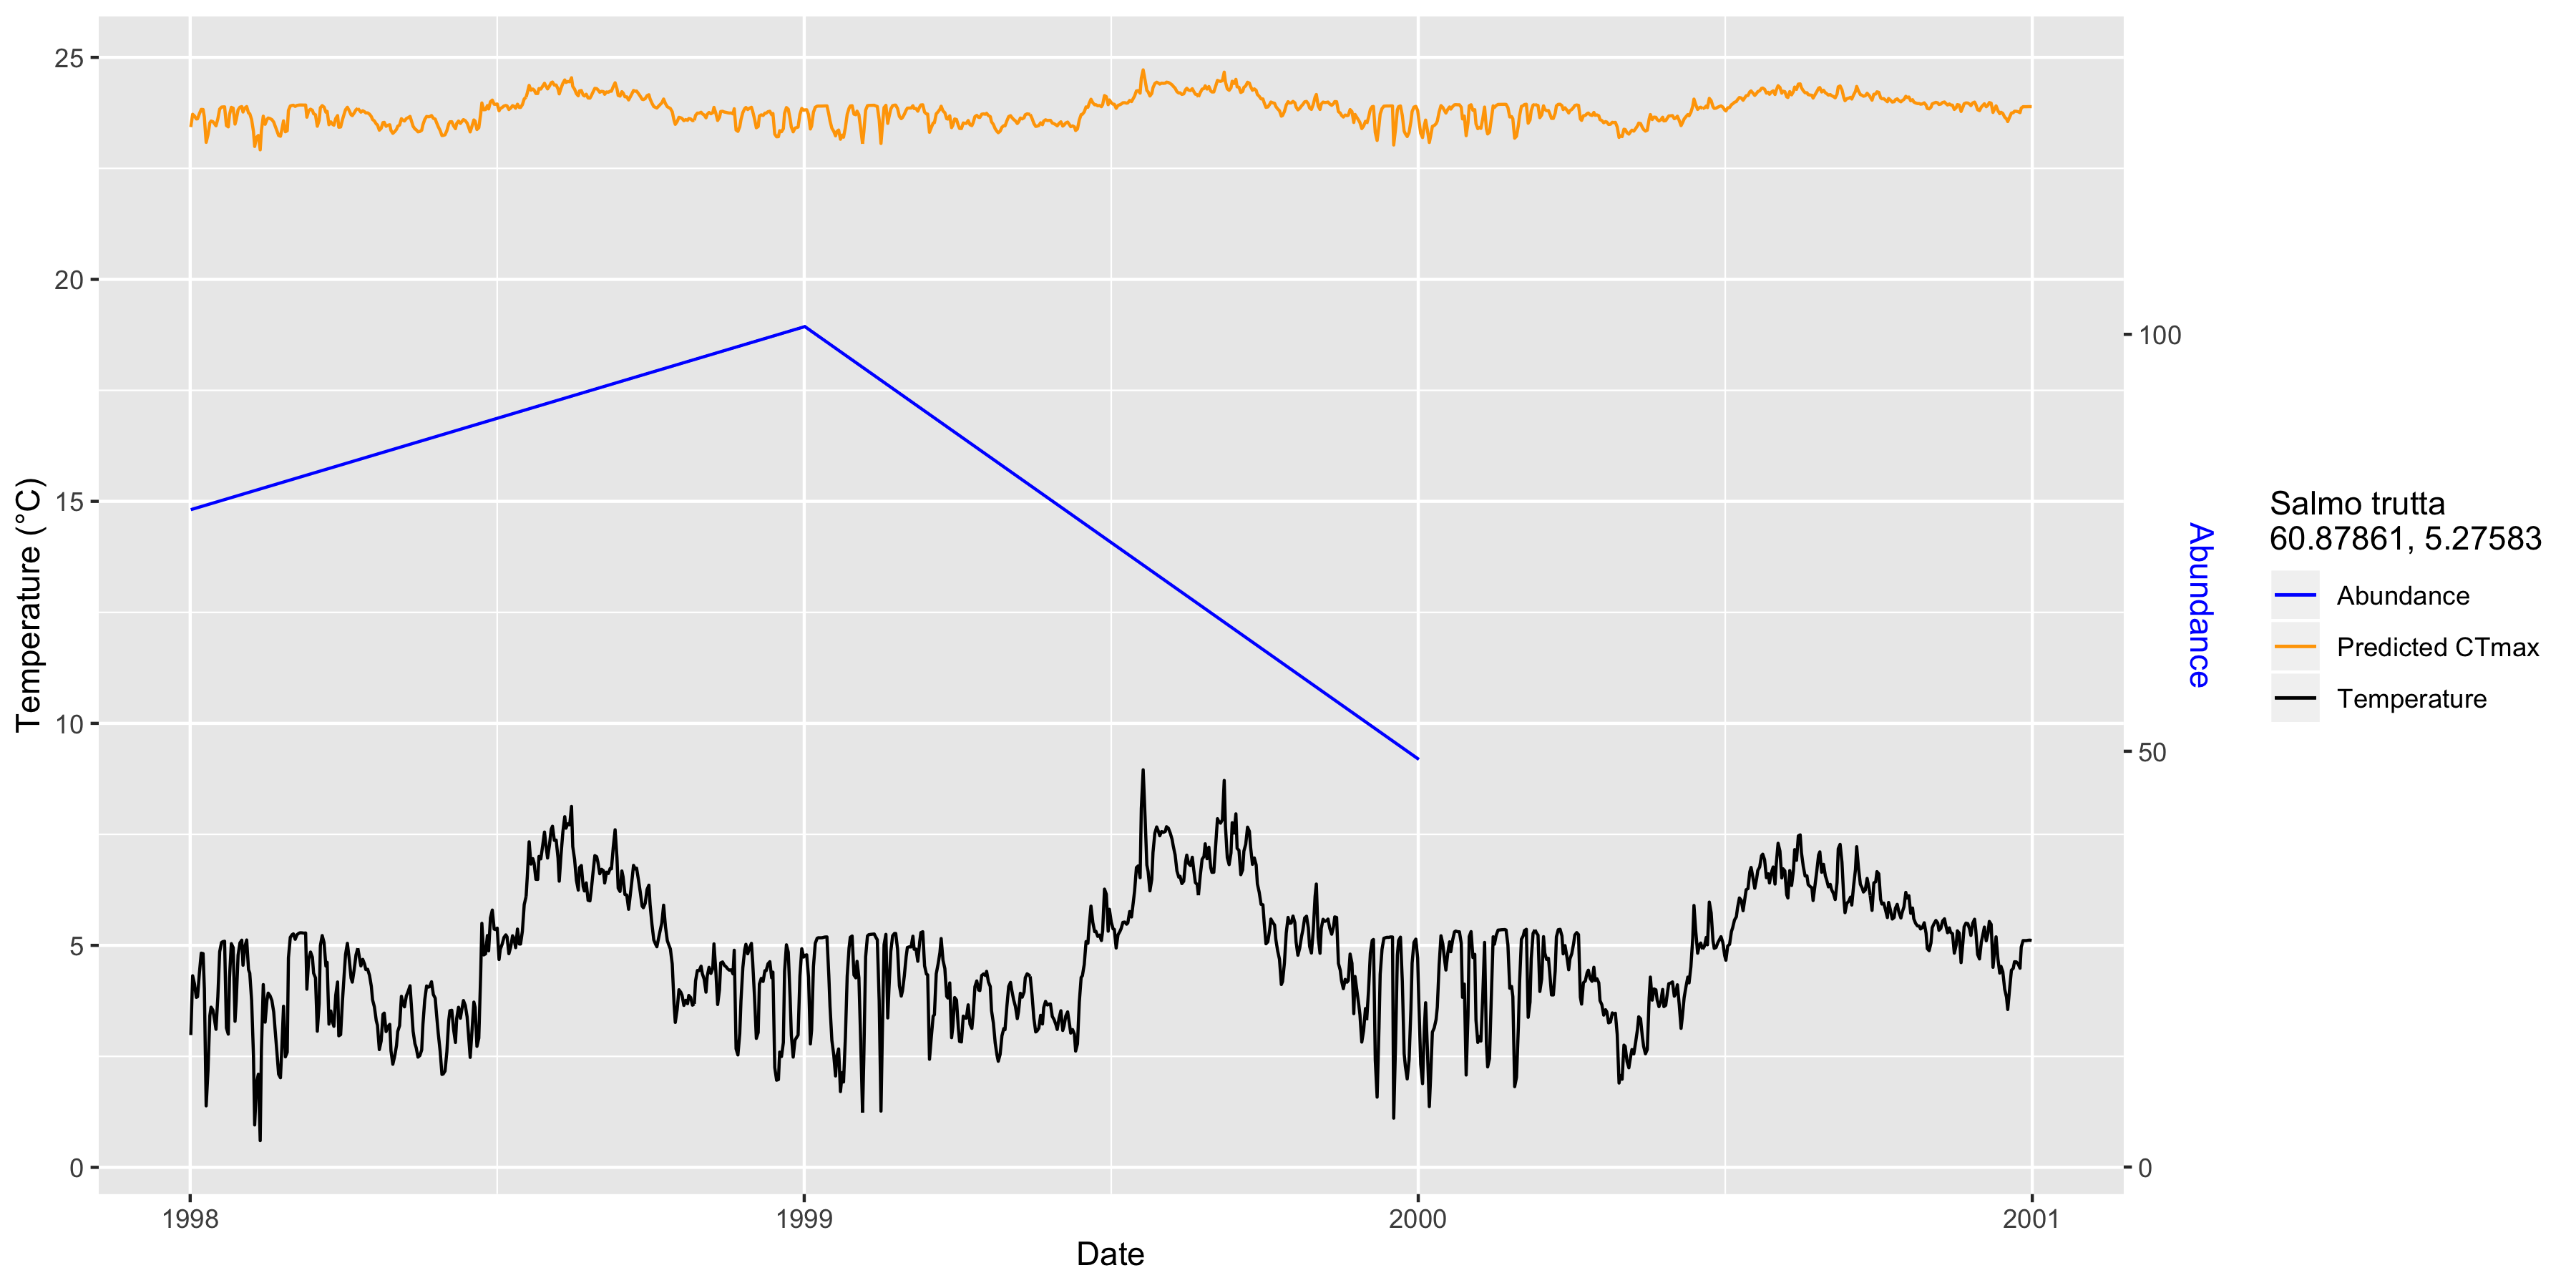 25
20
15
10
5
0
Temperature (°C)
1998
1999
2000
2001
Date
100
50
0
Abundance
Salmo trutta
60.87861, 5.27583
Abundance
Predicted CTmax
Temperature